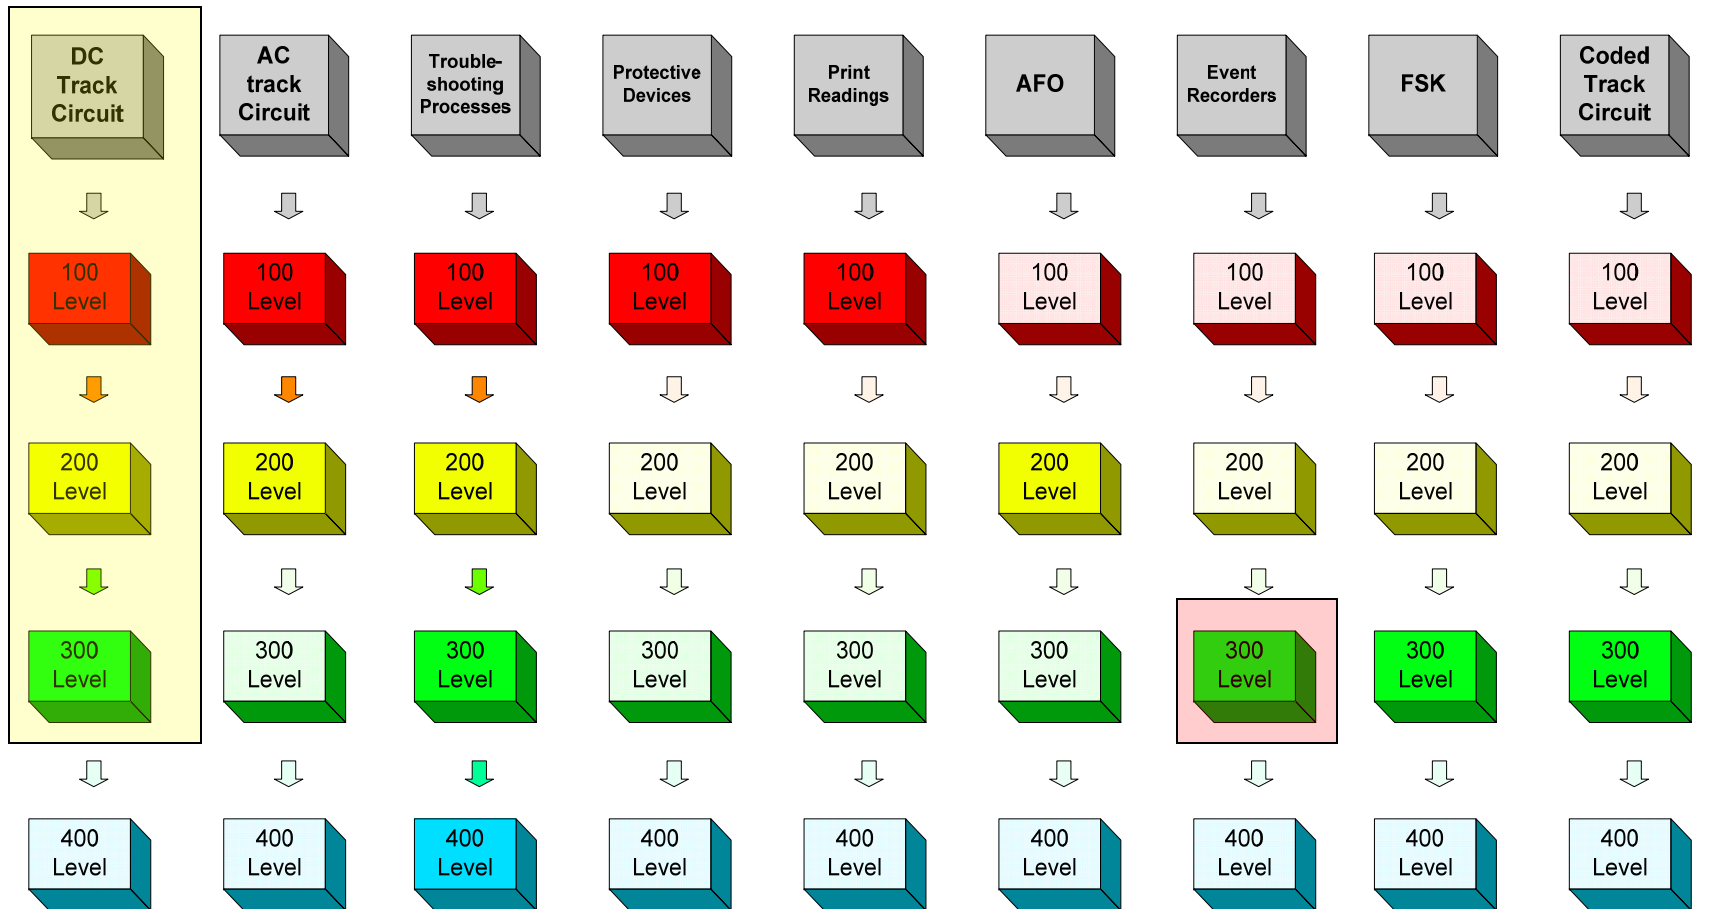 DC
Track
Circuit
AC
track
Circuit
Trouble-
shooting
Processes
Protective
Devices
Print
Readings
AFO
Event
Recorders
FSK
Coded
Track
Circuit
100
Level
100
Level
100
Level
100
Level
100
Level
100
Level
100
Level
100
Level
100
Level
200
Level
200
Level
200
Level
200
Level
200
Level
200
Level
200
Level
200
Level
200
Level
300
Level
300
Level
300
Level
300
Level
300
Level
300
Level
300
Level
300
Level
300
Level
400
Level
400
Level
400
Level
400
Level
400
Level
400
Level
400
Level
400
Level
400
Level